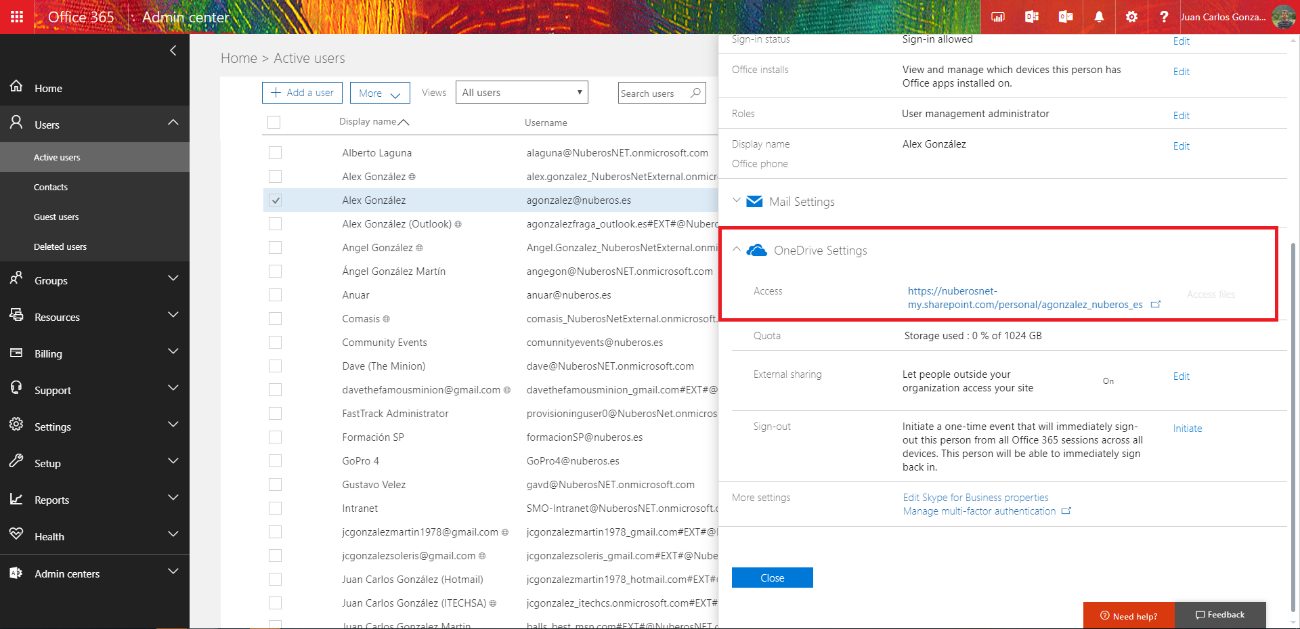 Office 365 Admin center
Juan Carlos Gonza...
Home
Users
Active users
Contacts
Guest users
Deleted users
Groups
Resources
Billing
Support
Settings
Setup
Reports
Health
Admin centers
Home > Active users
Add a user More Views All users Search users
Display name Username
Alberto Laguna alaguna@NuberosNET.onmicrosoft.com
Alex González alex.gonzalez_NuberosNetExternal.onmicros
Alex González agonzalez@nuberos.es
Alex González (Outlook) agonzalezfraga_outlook.es#EXT#@Nuberos
Angel González Angel.Gonzalez_NuberosNetExternal.onmicr
Ángel González Martín angegon@NuberosNET.onmicrosoft.com
Anuar anuar@nuberos.es
Comasis comasis_NuberosNetExternal.onmicrosoft.
Community Events comunnityevents@nuberos.es
Dave (The Minion) dave@NuberosNET.onmicrosoft.com
davethefamousminion@gmail.com davethefamousminion_gmail.com#EXT#@
FastTrack Administrator provisioninguser0@NuberosNet.onmicroso
Formación SP formacionSP@nuberos.es
GoPro 4 GoPro4@nuberos.es
Gustavo Velez gavd@NuberosNET.onmicrosoft.com
Intranet SMO-Intranet@NuberosNET.onmicrosoft.c
jcgonzalezmartin1978@gmail.com jcgonzalezmartin1978_gmail.com#EXT#@
jcgonzalezsoleris@gmail.com jcgonzalezsoleris_gmail.com#EXT#@Nube
Juan Carlos González (Hotmail) jcgonzalezmartin1978_hotmail.com#EXT#
Juan Carlos González (ITECHSA) jcgonzalez_itechcs.onmicrosoft.com#EXT#
Juan Carlos Gonzalez Martin halls_best_msn.com#EXT#@NuberosNET
Sign-in status Sign-in allowed Edit
Office installs View and manage which devices this person has Edit
Office apps installed on.
Roles User management administrator Edit
Display name Alex González Edit
Office phone
Mail Settings
OneDrive Settings
Access https://nuberosnet-
my.sharepoint.com/personal/agonzalez_nuberos_es Access files
Quota Storage used : 0 % of 1024 GB
External sharing Let people outside your On Edit
organization access your site
Sign-out Initiate a one-time event that will immediately sign- Initiate
out this person from all Office 365 sessions across all
devices. This person will be able to immediately sign
back in.
More settings Edit Skype for Business properties
Manage multi-factor authentication
Close
Need help? Feedback